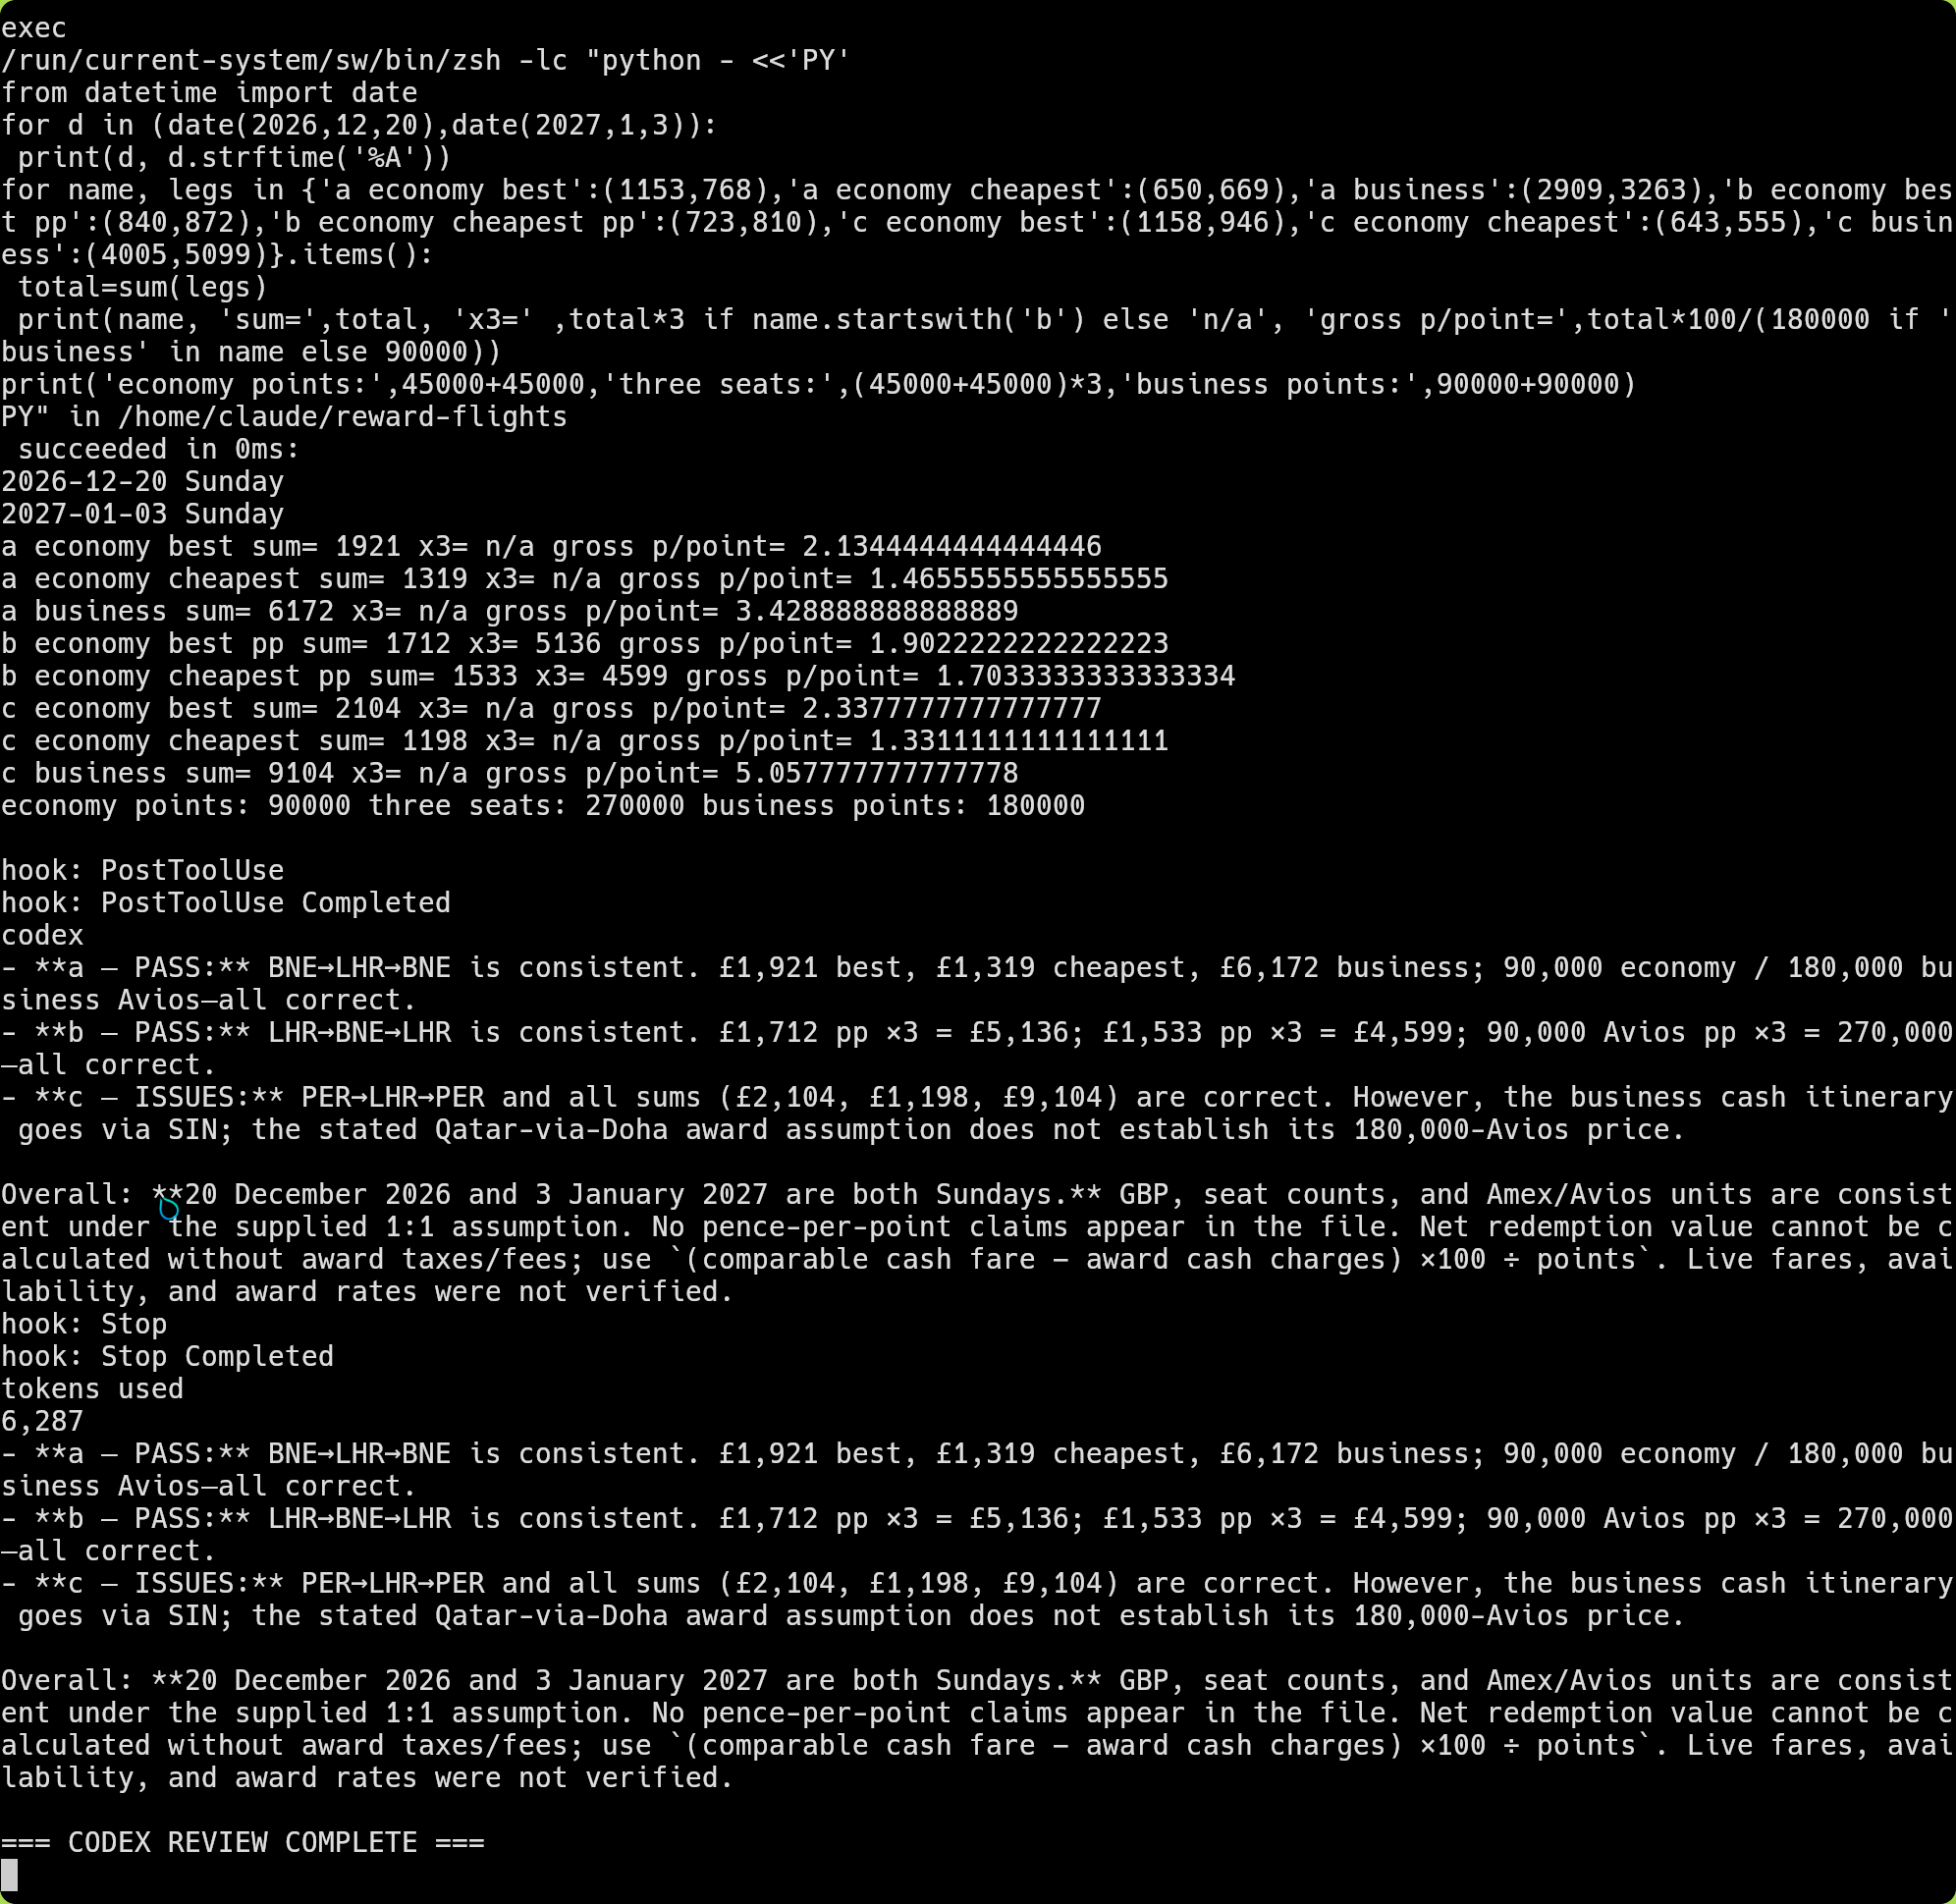 exec
/run/current-system/sw/bin/zsh -lc "python - <<'PY'
from datetime import date
for d in (date(2026,12,20),date(2027,1,3)):
 print(d, d.strftime('%A'))
for name, legs in {'a economy best':(1153,768),'a economy cheapest':(650,669),'a business':(2909,3263),'b economy bes
t pp':(840,872),'b economy cheapest pp':(723,810),'c economy best':(1158,946),'c economy cheapest':(643,555),'c busin
ess':(4005,5099)}.items():
 total=sum(legs)
 print(name, 'sum=',total, 'x3=' ,total*3 if name.startswith('b') else 'n/a', 'gross p/point=',total*100/(180000 if '
business' in name else 90000))
print('economy points:',45000+45000,'three seats:',(45000+45000)*3,'business points:',90000+90000)
PY" in /home/claude/reward-flights
 succeeded in 0ms:
2026-12-20 Sunday
2027-01-03 Sunday
a economy best sum= 1921 x3= n/a gross p/point= 2.1344444444444446
a economy cheapest sum= 1319 x3= n/a gross p/point= 1.4655555555555555
a business sum= 6172 x3= n/a gross p/point= 3.428888888888889
b economy best pp sum= 1712 x3= 5136 gross p/point= 1.9022222222222223
b economy cheapest pp sum= 1533 x3= 4599 gross p/point= 1.7033333333333334
c economy best sum= 2104 x3= n/a gross p/point= 2.3377777777777777
c economy cheapest sum= 1198 x3= n/a gross p/point= 1.3311111111111111
c business sum= 9104 x3= n/a gross p/point= 5.057777777777778
economy points: 90000 three seats: 270000 business points: 180000

hook: PostToolUse
hook: PostToolUse Completed
codex
- **a — PASS:** BNE→LHR→BNE is consistent. £1,921 best, £1,319 cheapest, £6,172 business; 90,000 economy / 180,000 bu
siness Avios—all correct.
- **b — PASS:** LHR→BNE→LHR is consistent. £1,712 pp ×3 = £5,136; £1,533 pp ×3 = £4,599; 90,000 Avios pp ×3 = 270,000
—all correct.
- **c — ISSUES:** PER→LHR→PER and all sums (£2,104, £1,198, £9,104) are correct. However, the business cash itinerary
 goes via SIN; the stated Qatar-via-Doha award assumption does not establish its 180,000-Avios price.

Overall: **20 December 2026 and 3 January 2027 are both Sundays.** GBP, seat counts, and Amex/Avios units are consist
ent under the supplied 1:1 assumption. No pence-per-point claims appear in the file. Net redemption value cannot be c
alculated without award taxes/fees; use `(comparable cash fare − award cash charges) ×100 ÷ points`. Live fares, avai
lability, and award rates were not verified.
hook: Stop
hook: Stop Completed
tokens used
6,287
- **a — PASS:** BNE→LHR→BNE is consistent. £1,921 best, £1,319 cheapest, £6,172 business; 90,000 economy / 180,000 bu
siness Avios—all correct.
- **b — PASS:** LHR→BNE→LHR is consistent. £1,712 pp ×3 = £5,136; £1,533 pp ×3 = £4,599; 90,000 Avios pp ×3 = 270,000
—all correct.
- **c — ISSUES:** PER→LHR→PER and all sums (£2,104, £1,198, £9,104) are correct. However, the business cash itinerary
 goes via SIN; the stated Qatar-via-Doha award assumption does not establish its 180,000-Avios price.

Overall: **20 December 2026 and 3 January 2027 are both Sundays.** GBP, seat counts, and Amex/Avios units are consist
ent under the supplied 1:1 assumption. No pence-per-point claims appear in the file. Net redemption value cannot be c
alculated without award taxes/fees; use `(comparable cash fare − award cash charges) ×100 ÷ points`. Live fares, avai
lability, and award rates were not verified.

=== CODEX REVIEW COMPLETE ===